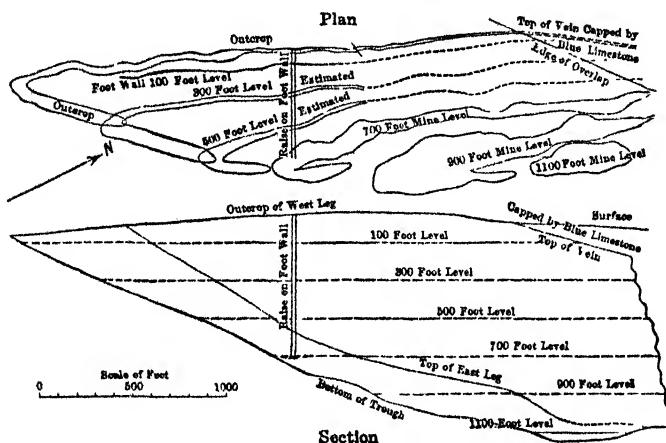 Plan
Outcrop
Top of Vein Capped by
Blue Limestone
Edge of Overlap
Foot Wall 100 Foot Level
300 Foot Level
Estimated
Raise on Foot Wall
Outcrop
500 Foot Level
Estimated
700 Foot Mine Level
900 Foot Mine Level
1100 Foot Mine Level
N
Outcrop of West Leg
Capped by Blue Limestone
Surface
Top of Vein
100 Foot Level
Raise on Foot Wall
300 Foot Level
500 Foot Level
700 Foot Level
Scale of Feet
0 500 1000
Top of East Leg
Bottom of Trough
900 Foot Level
1100 Foot Level
Section